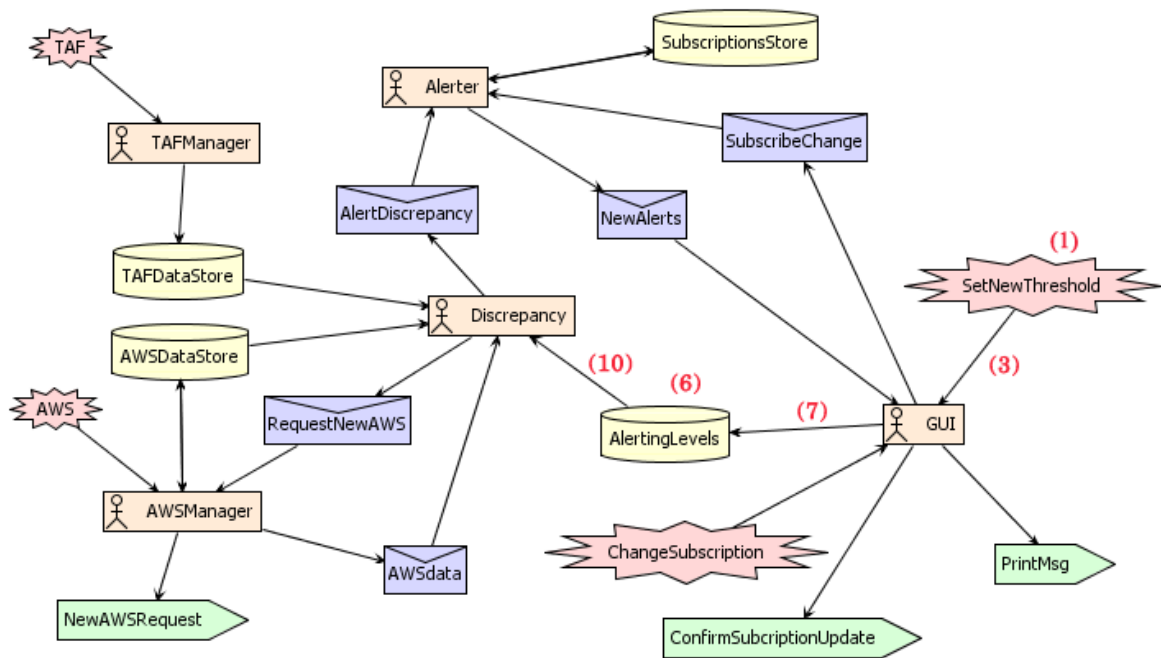 TAF
SubscriptionsStore
Alerter
TAFManager
SubscribeChange
AlertDiscrepancy
NewAlerts
(1)
TAFDataStore
SetNewThreshold
Discrepancy
AWSDataStore
(10)
(3)
(6)
AWS
RequestNewAWS
(7)
AlertingLevels
GUI
AWSManager
ChangeSubscription
PrintMsg
AWSdata
NewAWSRequest
ConfirmSubcriptionUpdate